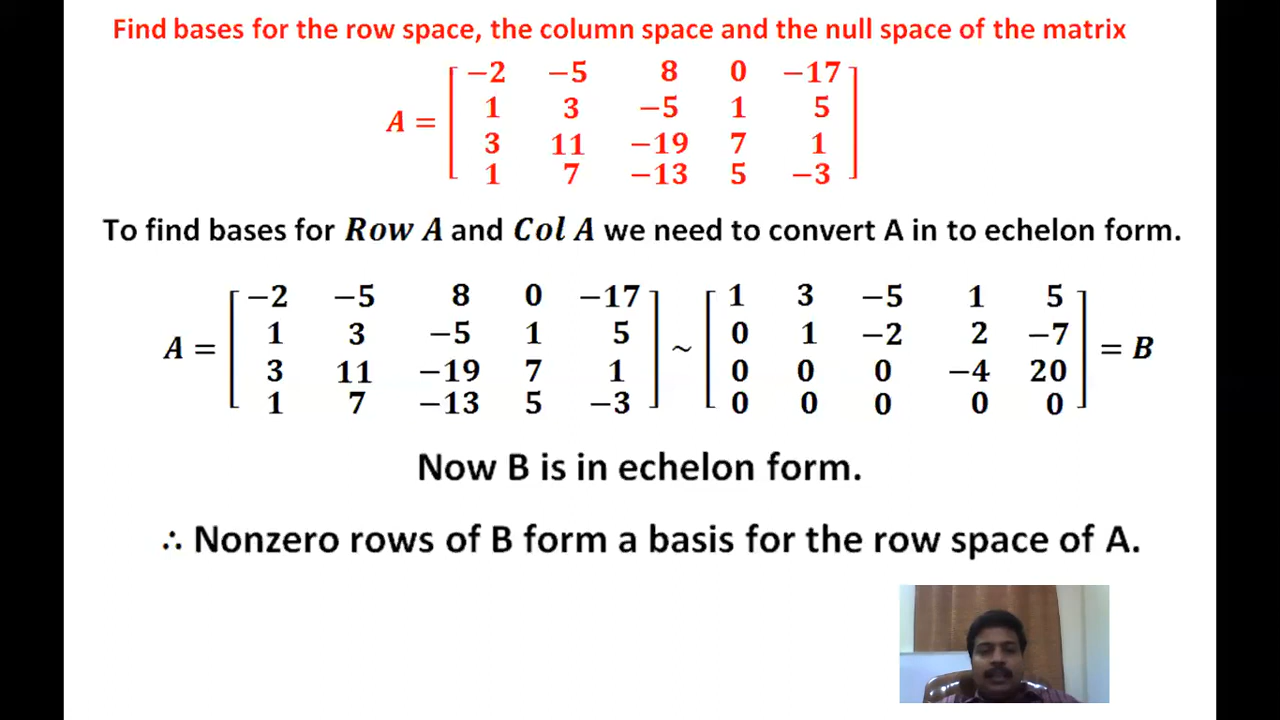 Find bases for the row space, the column space and the null space of the matrix
A = [ −2 −5 8 0 −17
1 3 −5 1 5
3 11 −19 7 1
1 7 −13 5 −3 ]
To find bases for Row A and Col A we need to convert A in to echelon form.
A = [ −2 −5 8 0 −17 ~ [ 1 3 −5 1 5
1 3 −5 1 5 0 1 −2 2 −7
3 11 −19 7 1 0 0 0 −4 20
1 7 −13 5 −3 ] 0 0 0 0 0 ] = B
Now B is in echelon form.
∴ Nonzero rows of B form a basis for the row space of A.